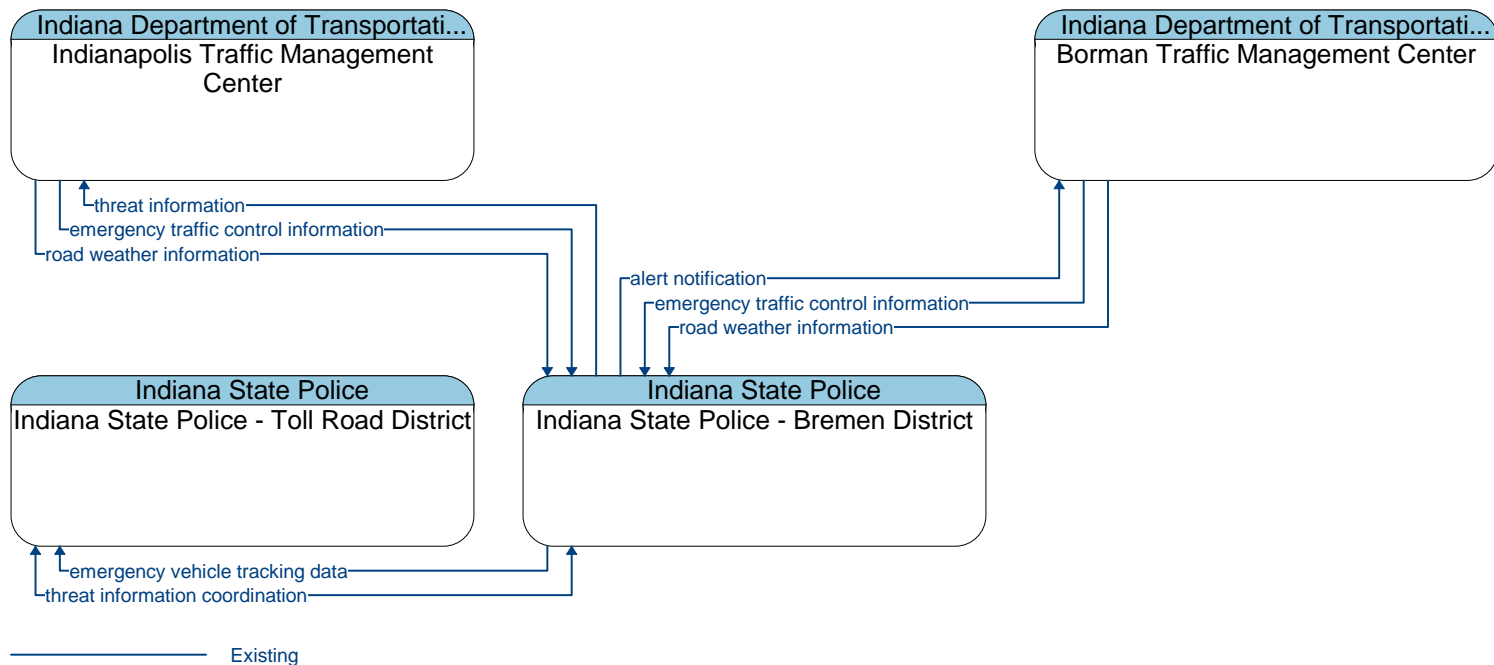 Indiana Department of Transportati...
Indianapolis Traffic Management
Center
Indiana Department of Transportati...
Borman Traffic Management Center
threat information
emergency traffic control information
road weather information
alert notification
emergency traffic control information
road weather information
Indiana State Police
Indiana State Police - Toll Road District
Indiana State Police
Indiana State Police - Bremen District
emergency vehicle tracking data
threat information coordination
Existing